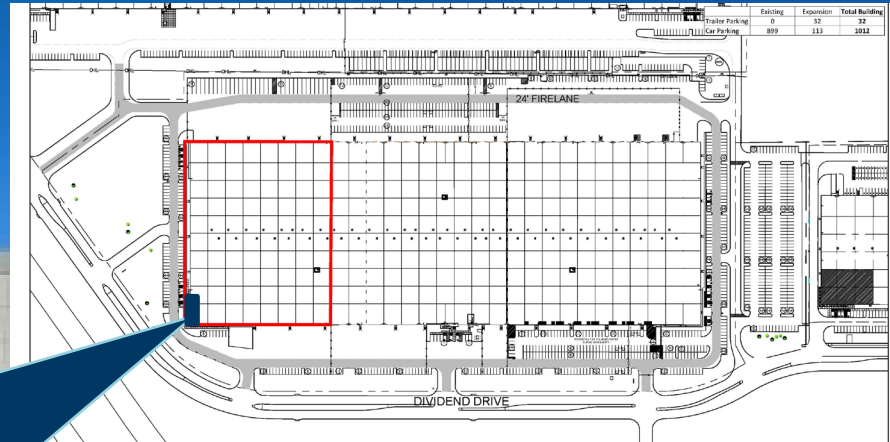 Existing Expansion Total Building
Trailer Parking 0 32 32
Car Parking 899 113 1012
24' FIRELANE
DIVIDEND DRIVE